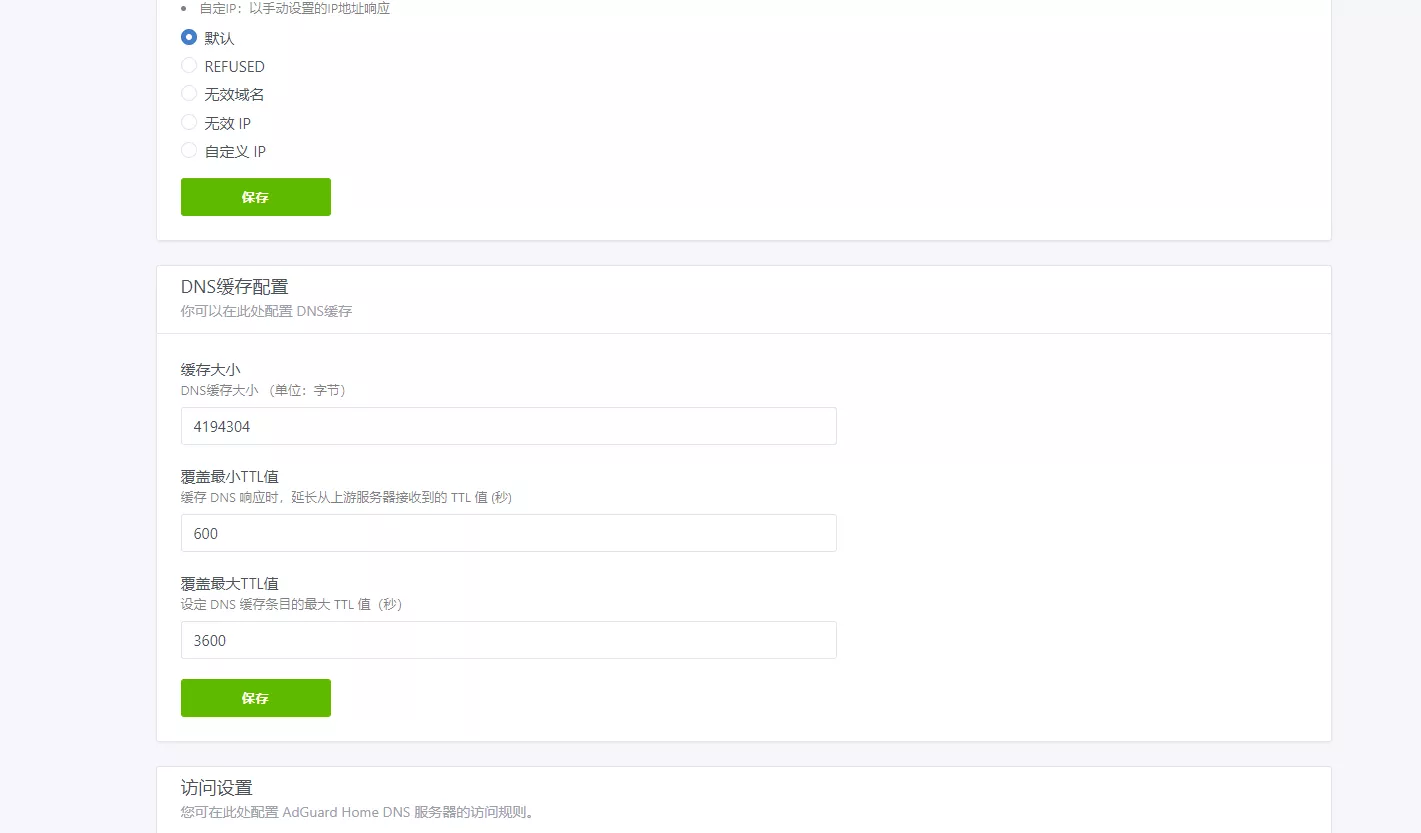 自定IP：以手动设置的IP地址响应
默认
REFUSED
无效域名
无效 IP
自定义 IP
保存
DNS缓存配置
你可以在此处配置 DNS缓存
缓存大小
DNS缓存大小 （单位：字节）
4194304
覆盖最小TTL值
缓存 DNS 响应时，延长从上游服务器接收到的 TTL 值 (秒)
600
覆盖最大TTL值
设定 DNS 缓存条目的最大 TTL 值（秒）
3600
保存
访问设置
您可在此处配置 AdGuard Home DNS 服务器的访问规则。